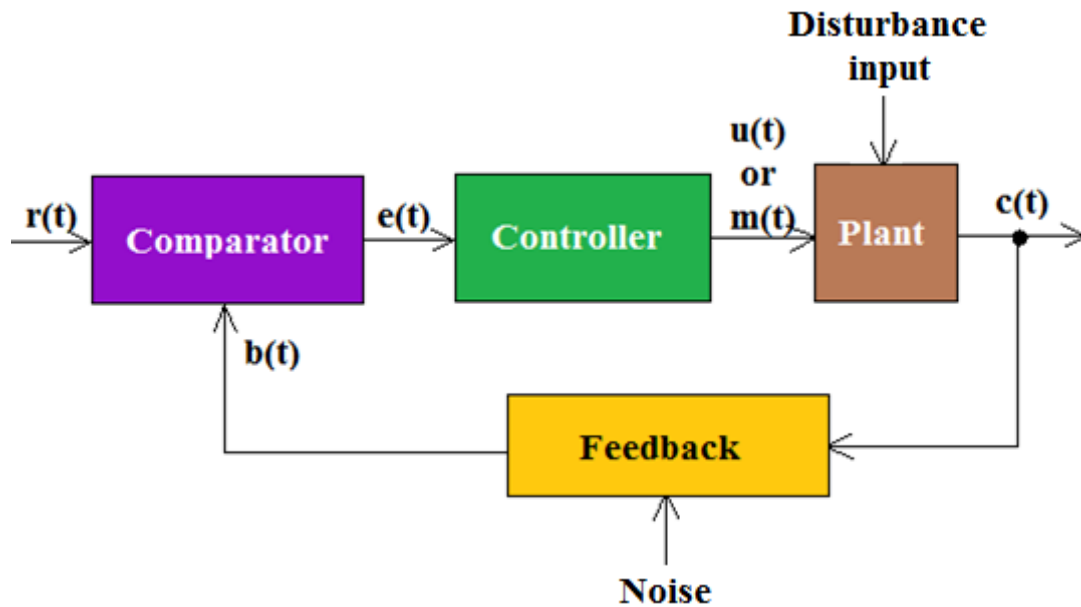 Disturbance
input
u(t)
or
m(t)
r(t)
Comparator
e(t)
Controller
Plant
c(t)
b(t)
Feedback
Noise